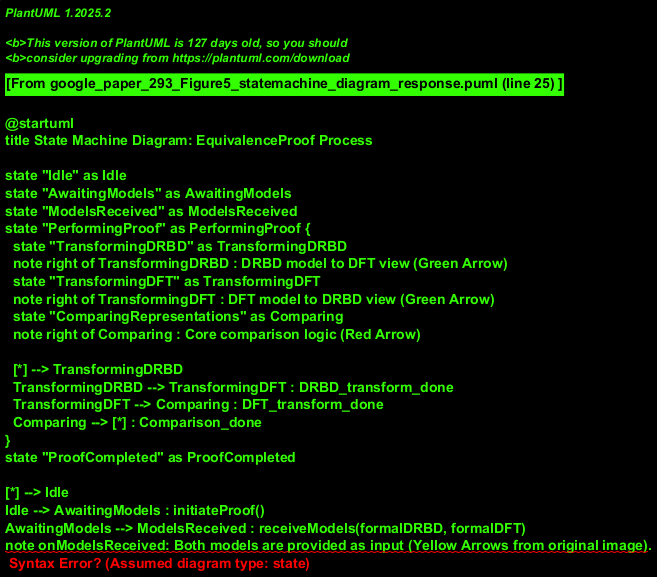 PlantUML 1.2025.2
<b>This version of PlantUML is 127 days old, so you should
<b>consider upgrading from https://plantuml.com/download
[From google_paper_293_Figure5_statemachine_diagram_response.puml (line 25) ]
@startuml
title State Machine Diagram: EquivalenceProof Process
state "Idle" as Idle
state "AwaitingModels" as AwaitingModels
state "ModelsReceived" as ModelsReceived
state "PerformingProof" as PerformingProof {
state "TransformingDRBD" as TransformingDRBD
note right of TransformingDRBD : DRBD model to DFT view (Green Arrow)
state "TransformingDFT" as TransformingDFT
note right of TransformingDFT : DFT model to DRBD view (Green Arrow)
state "ComparingRepresentations" as Comparing
note right of Comparing : Core comparison logic (Red Arrow)
[*] --> TransformingDRBD
TransformingDRBD --> TransformingDFT : DRBD_transform_done
TransformingDFT --> Comparing : DFT_transform_done
Comparing --> [*] : Comparison_done
}
state "ProofCompleted" as ProofCompleted
[*] --> Idle
Idle --> AwaitingModels : initiateProof()
AwaitingModels --> ModelsReceived : receiveModels(formalDRBD, formalDFT)
note onModelsReceived: Both models are provided as input (Yellow Arrows from original image).
Syntax Error? (Assumed diagram type: state)